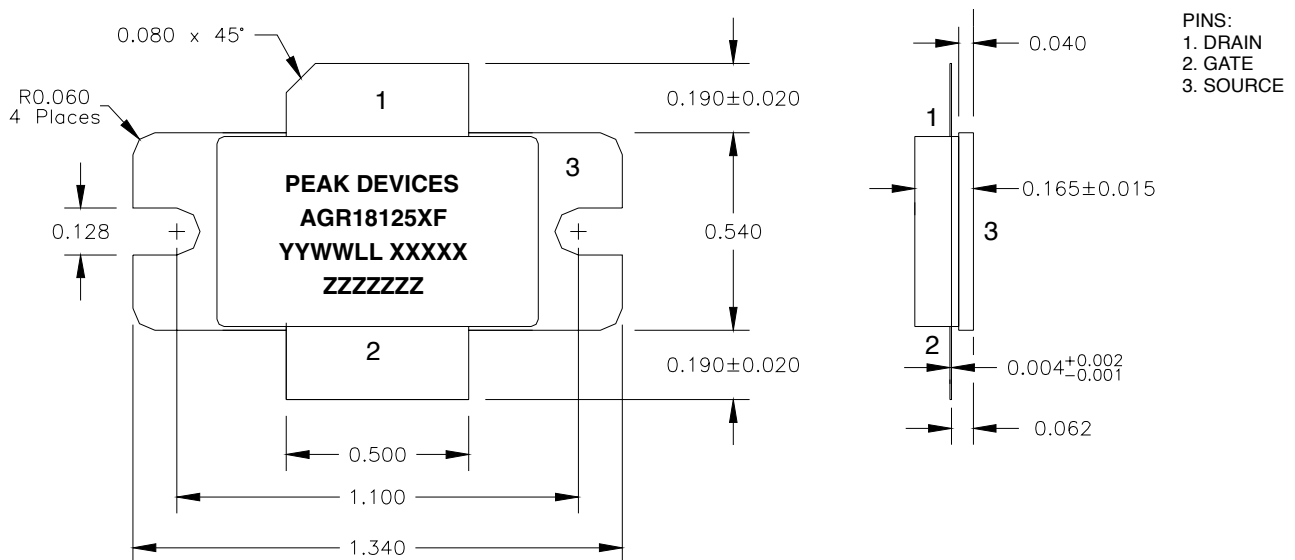 0.080 x 45°
R0.060
4 Places
0.128
1
3
PEAK DEVICES
AGR18125XF
YYWWLL XXXXX
ZZZZZZZ
2
0.190±0.020
0.540
0.190±0.020
0.500
1.100
1.340
0.040
1
0.165±0.015
3
2
0.004+0.002
-0.001
0.062
PINS:
1. DRAIN
2. GATE
3. SOURCE